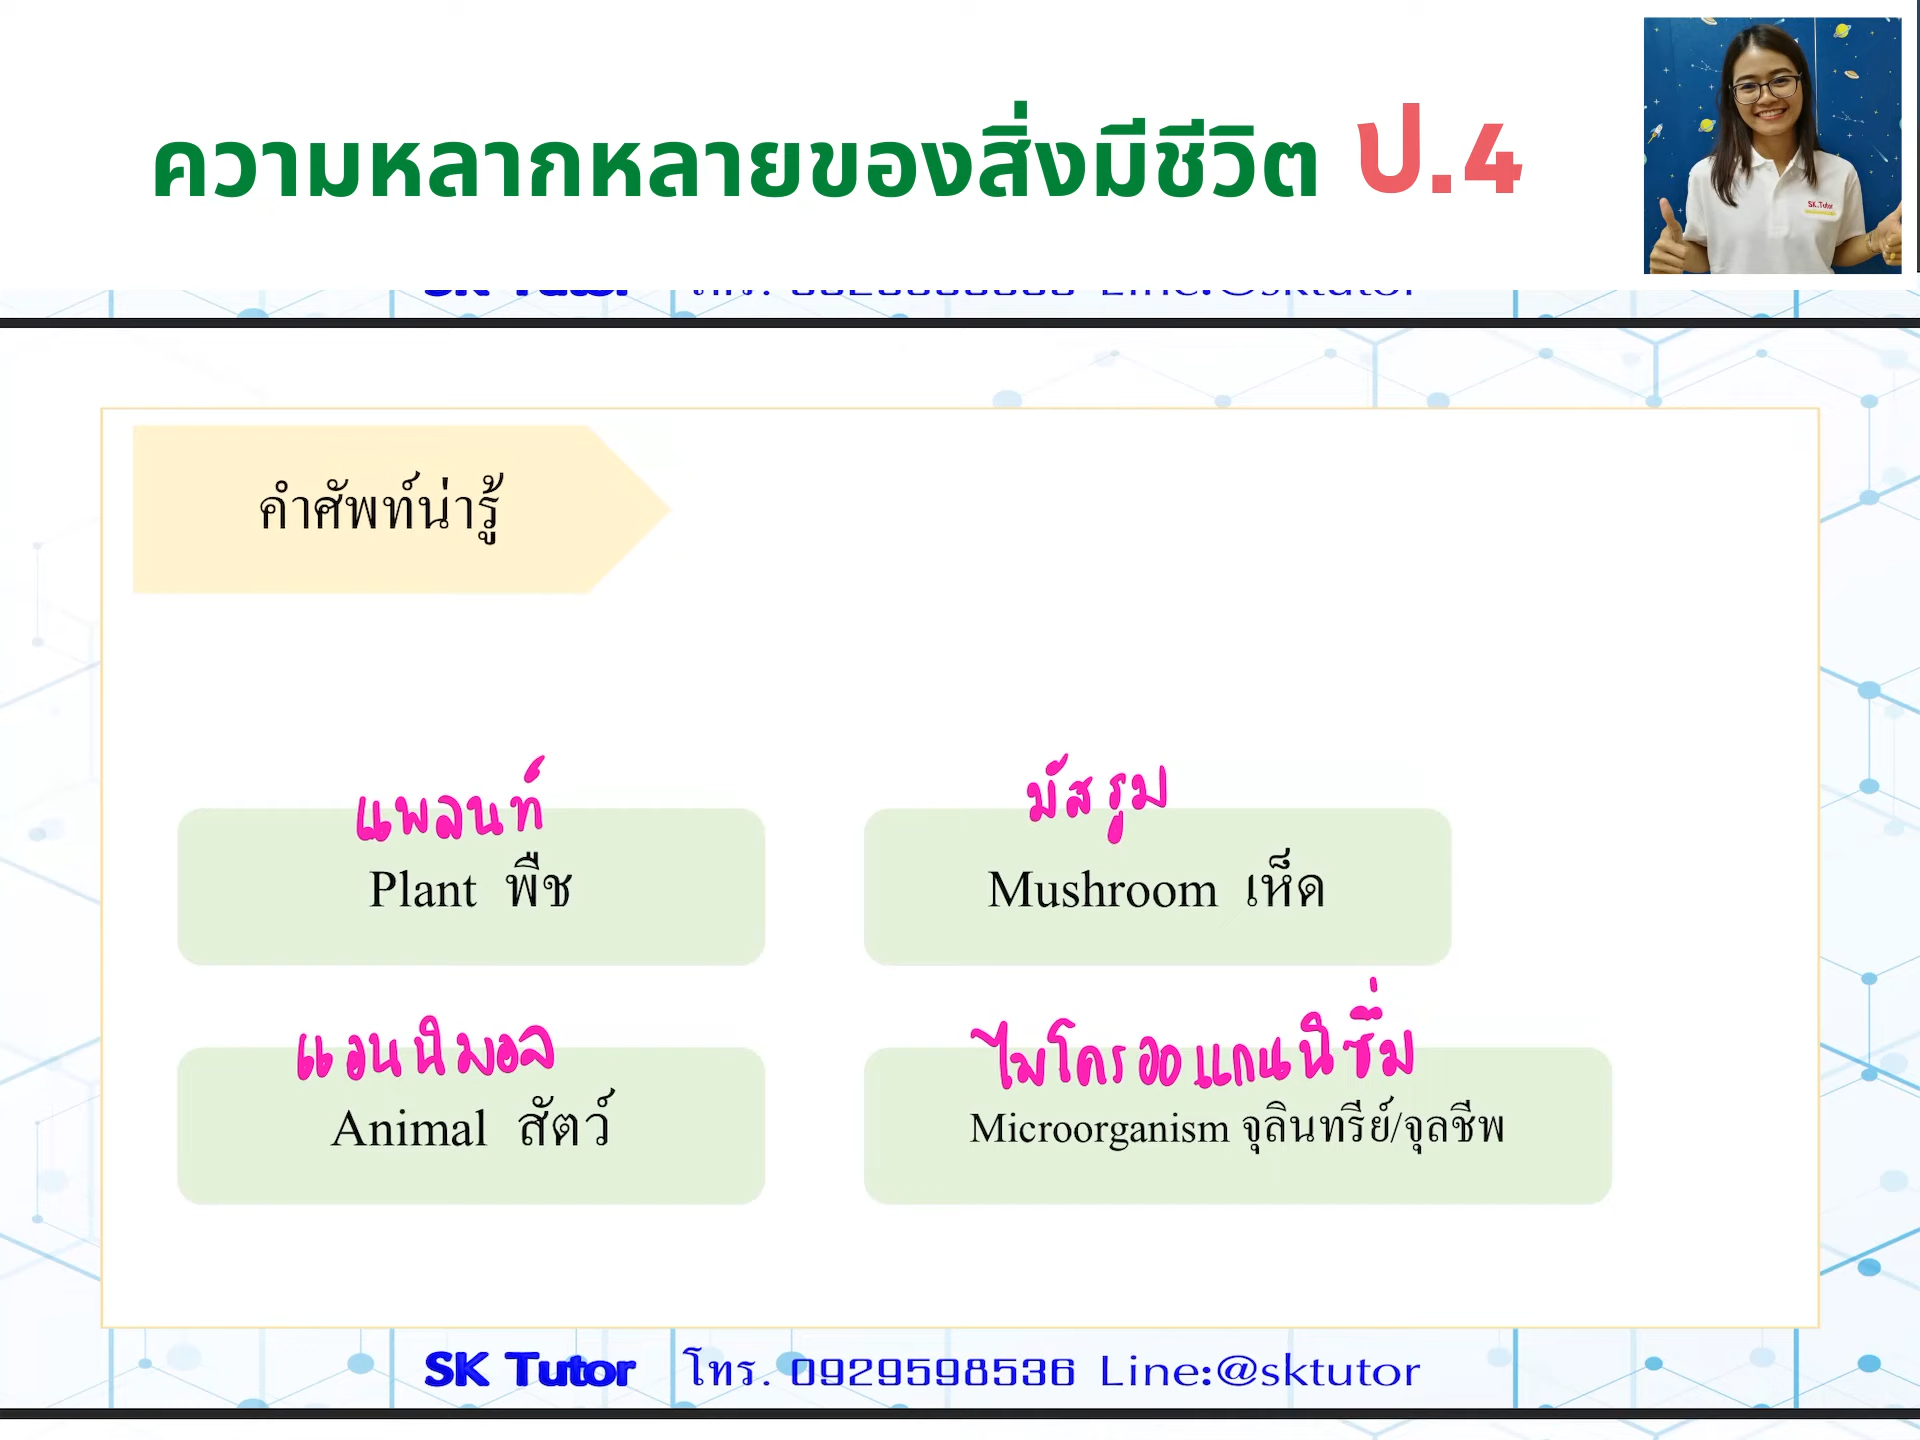 ความหลากหลายของสิ่งมีชีวิต ป.4
SK.Tutor
คำศัพท์น่ารู้
แพลนท์
Plant พืช
มัสรูม
Mushroom เห็ด
แอนนิมอล
Animal สัตว์
ไมโครออแกนนิซึ่ม
Microorganism จุลินทรีย์/จุลชีพ
SK Tutor โทร. 0929598536 Line:@sktutor